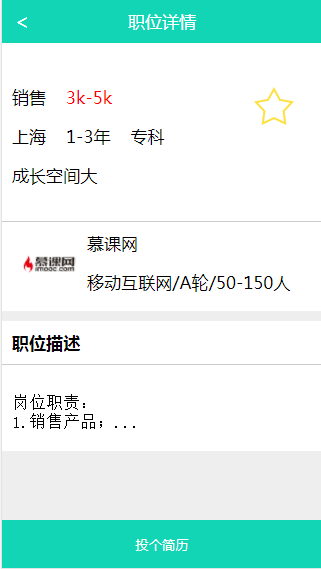 < 职位详情
销售 3k-5k
上海 1-3年 专科
成长空间大
慕课网
imooc.com
慕课网
移动互联网/A轮/50-150人
职位描述
岗位职责：
1.销售产品；...
投个简历